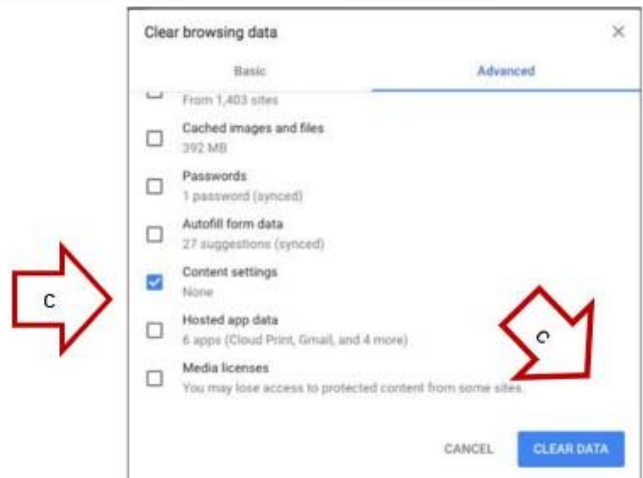 Clear browsing data
Basic Advanced
From 1,403 sites
Cached images and files
392 MB
Passwords
1 password (synced)
Autofill form data
27 suggestions (synced)
Content settings
None
C
Hosted app data
6 apps (Cloud Print, Gmail, and 4 more)
C
Media licenses
You may lose access to protected content from some sites.
CANCEL CLEAR DATA